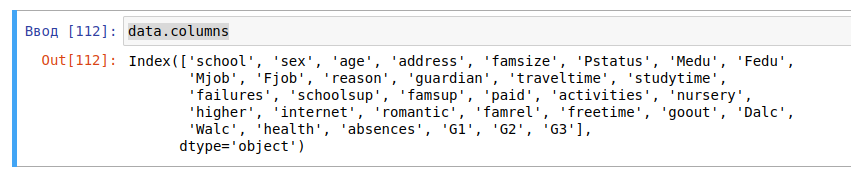 Ввод [112]: data.columns
Out[112]: Index(['school', 'sex', 'age', 'address', 'famsize', 'Pstatus', 'Medu', 'Fedu',
'Mjob', 'Fjob', 'reason', 'guardian', 'traveltime', 'studytime',
'failures', 'schoolsup', 'famsup', 'paid', 'activities', 'nursery',
'higher', 'internet', 'romantic', 'famrel', 'freetime', 'goout', 'Dalc',
'Walc', 'health', 'absences', 'G1', 'G2', 'G3'],
dtype='object')